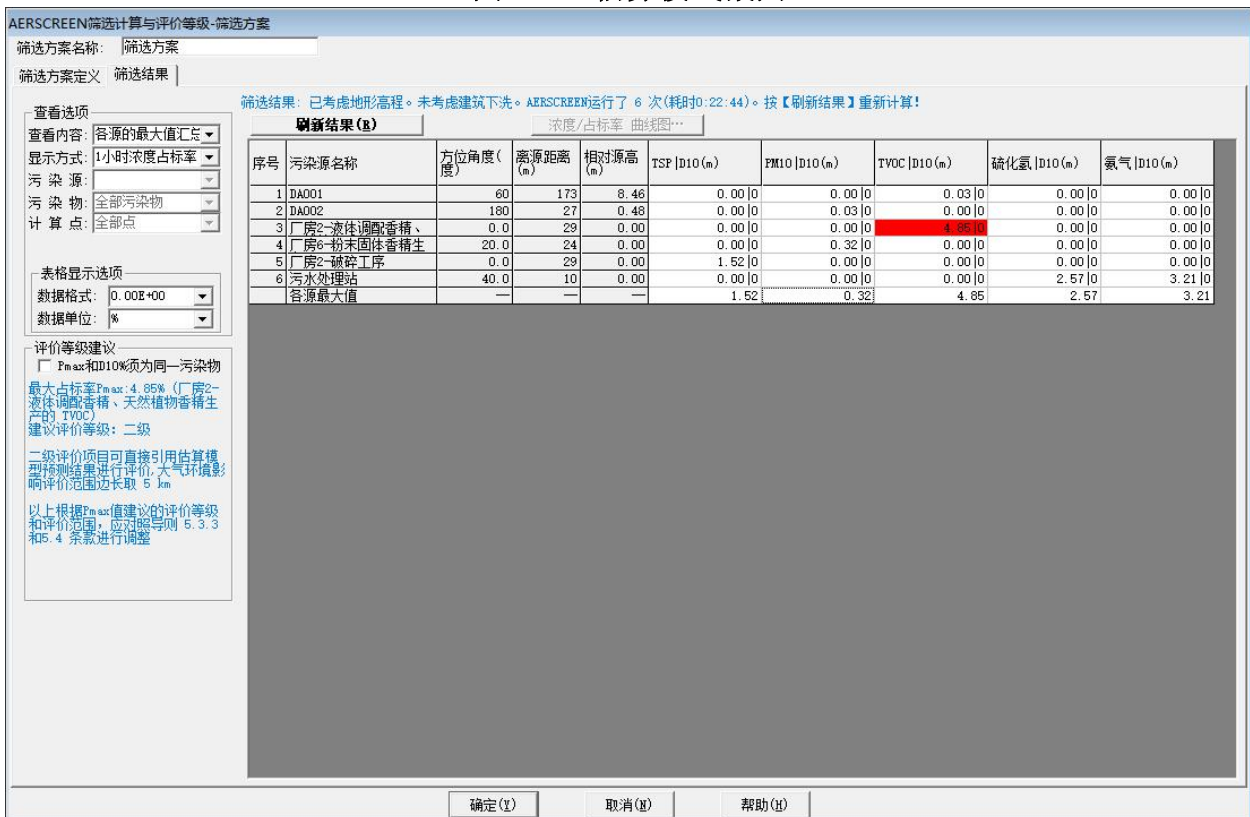 AERSCREEN筛选计算与评价等级-筛选方案
筛选方案名称: 筛选方案
筛选方案定义 筛选结果
筛选结果: 已考虑地形高程。未考虑建筑下洗。AERSCREEN运行了 6 次(耗时0:22:44)。按【刷新结果】重新计算!
查看选项
查看内容: 各源的最大值汇总
显示方式: 1小时浓度占标率
污 染 源:
污 染 物: 全部污染物
计 算 点: 全部点
表格显示选项
数据格式: 0.00E+00
数据单位: %
评价等级建议
Pmax和D10%须为同一污染物
最大占标率Pmax:4.85% (厂房2-
液体调配香精、天然植物香精生
产的 TVOC)
建议评价等级: 二级
二级评价项目可直接引用估算模
型预测结果进行评价,大气环境影
响评价范围边长取 5 km
以上根据Pmax值建议的评价等级
和评价范围,应对照导则 5.3.3
和5.4 条款进行调整
刷新结果(R) 浓度/占标率 曲线图…
序号 污染源名称 方位角度(度) 离源距离(m) 相对源高(m) TSP|D10(m) PM10|D10(m) TVOC|D10(m) 硫化氢|D10(m) 氨气|D10(m)
1 DA001 60 173 8.46 0.00|0 0.00|0 0.03|0 0.00|0 0.00|0
2 DA002 180 27 0.48 0.00|0 0.03|0 0.00|0 0.00|0 0.00|0
3 厂房2-液体调配香精、 0.0 29 0.00 0.00|0 0.00|0 4.85|0 0.00|0 0.00|0
4 厂房6-粉末固体香精生 20.0 24 0.00 0.00|0 0.32|0 0.00|0 0.00|0 0.00|0
5 厂房2-破碎工序 0.0 29 0.00 1.52|0 0.00|0 0.00|0 0.00|0 0.00|0
6 污水处理站 40.0 10 0.00 0.00|0 0.00|0 0.00|0 2.57|0 3.21|0
各源最大值 — — — 1.52 0.32 4.85 2.57 3.21
确定(Y) 取消(N) 帮助(H)